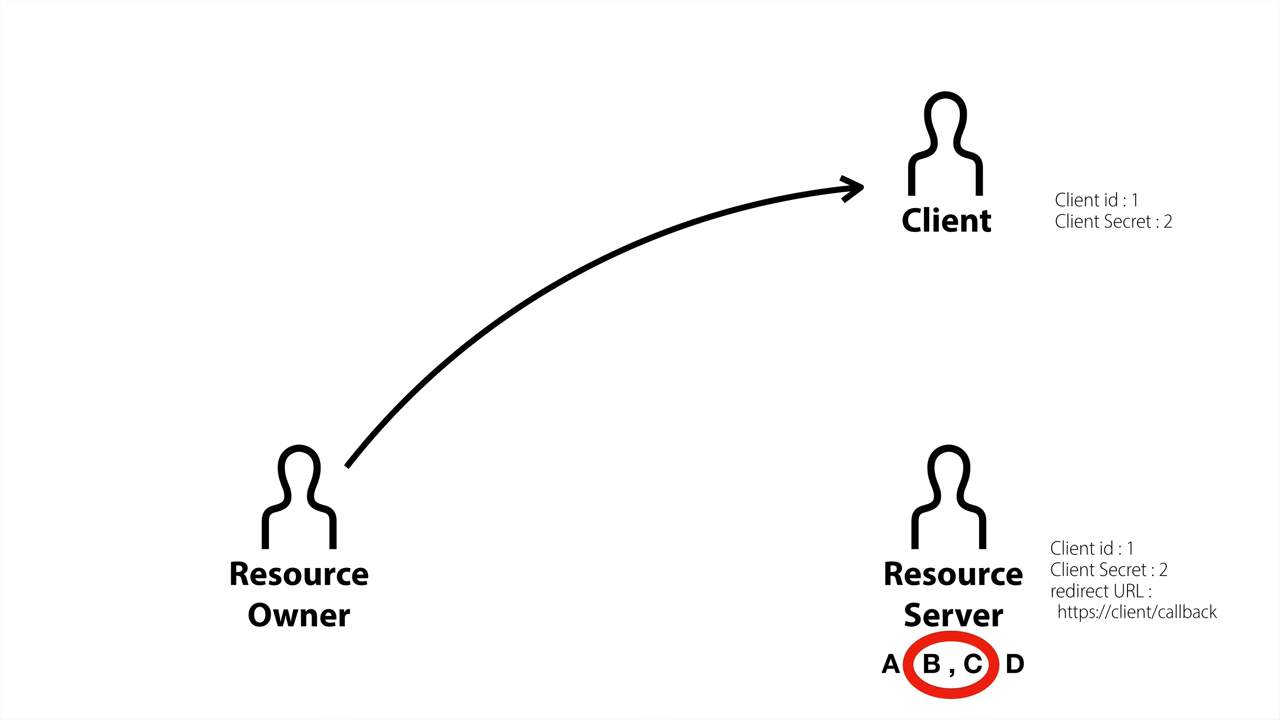 Client
Client id : 1
Client Secret : 2
Resource
Owner
Resource
Server
Client id : 1
Client Secret : 2
redirect URL :
https://client/callback
A B , C D